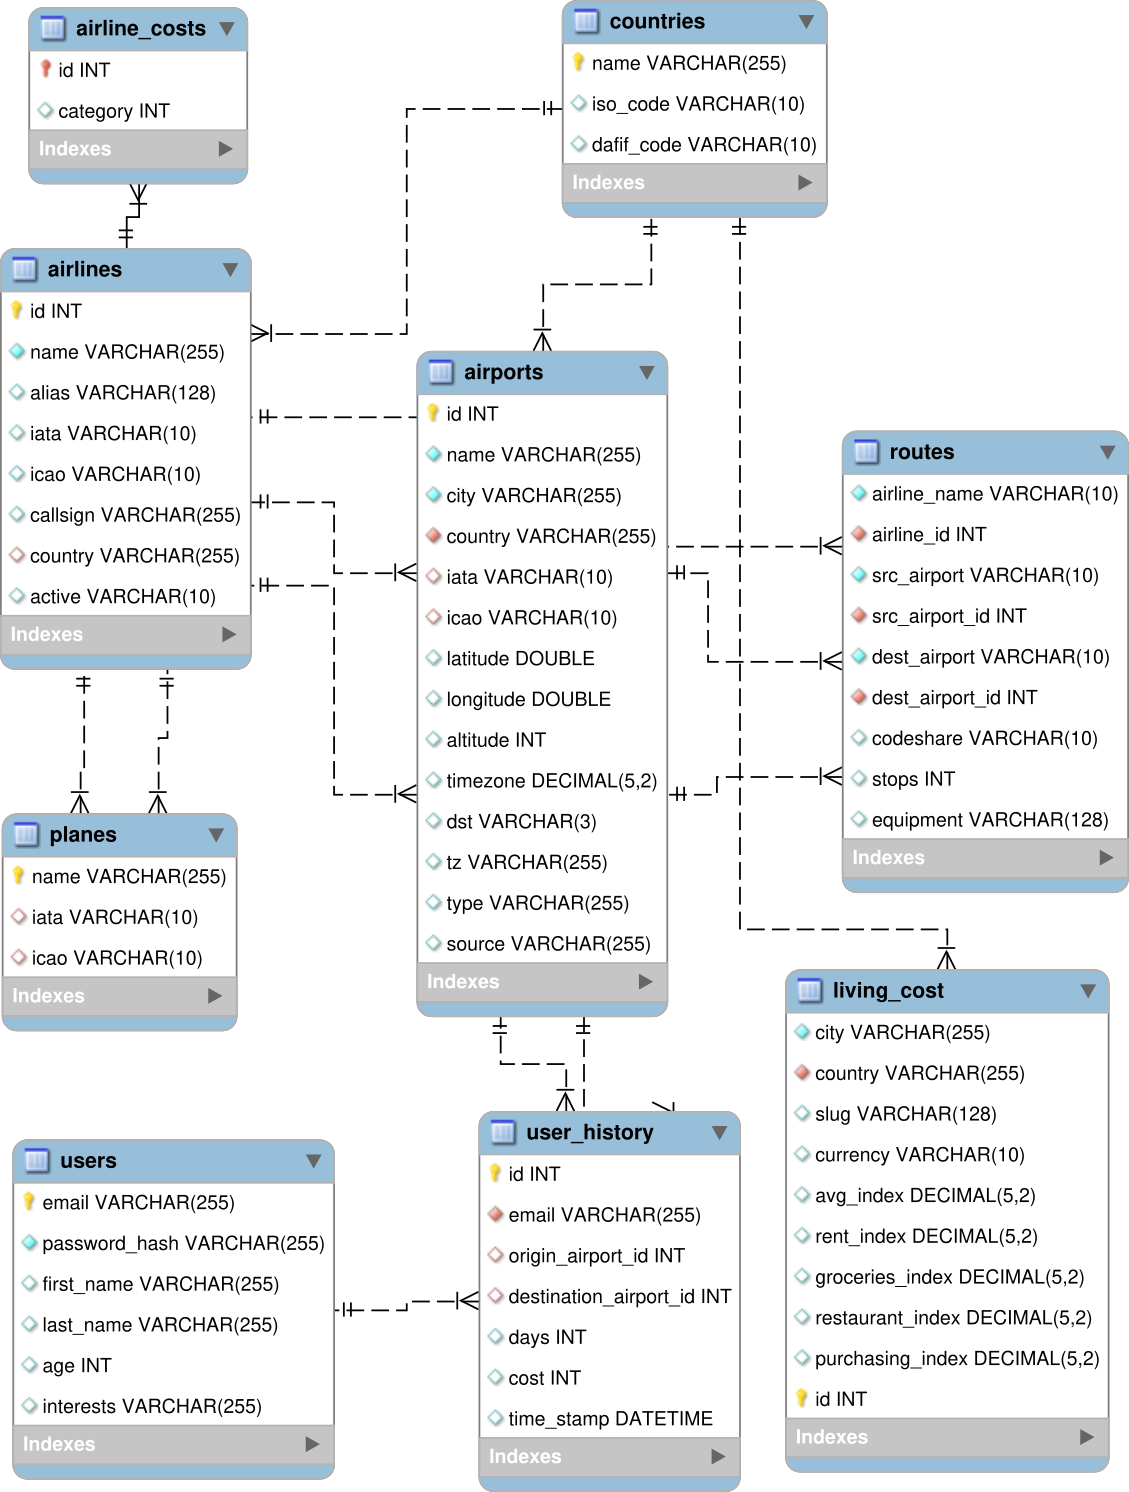 airline_costs
id INT
category INT
Indexes
countries
name VARCHAR(255)
iso_code VARCHAR(10)
dafif_code VARCHAR(10)
Indexes
airlines
id INT
name VARCHAR(255)
alias VARCHAR(128)
iata VARCHAR(10)
icao VARCHAR(10)
callsign VARCHAR(255)
country VARCHAR(255)
active VARCHAR(10)
Indexes
airports
id INT
name VARCHAR(255)
city VARCHAR(255)
country VARCHAR(255)
iata VARCHAR(10)
icao VARCHAR(10)
latitude DOUBLE
longitude DOUBLE
altitude INT
timezone DECIMAL(5,2)
dst VARCHAR(3)
tz VARCHAR(255)
type VARCHAR(255)
source VARCHAR(255)
Indexes
routes
airline_name VARCHAR(10)
airline_id INT
src_airport VARCHAR(10)
src_airport_id INT
dest_airport VARCHAR(10)
dest_airport_id INT
codeshare VARCHAR(10)
stops INT
equipment VARCHAR(128)
Indexes
planes
name VARCHAR(255)
iata VARCHAR(10)
icao VARCHAR(10)
Indexes
living_cost
city VARCHAR(255)
country VARCHAR(255)
slug VARCHAR(128)
currency VARCHAR(10)
avg_index DECIMAL(5,2)
rent_index DECIMAL(5,2)
groceries_index DECIMAL(5,2)
restaurant_index DECIMAL(5,2)
purchasing_index DECIMAL(5,2)
id INT
Indexes
users
email VARCHAR(255)
password_hash VARCHAR(255)
first_name VARCHAR(255)
last_name VARCHAR(255)
age INT
interests VARCHAR(255)
Indexes
user_history
id INT
email VARCHAR(255)
origin_airport_id INT
destination_airport_id INT
days INT
cost INT
time_stamp DATETIME
Indexes